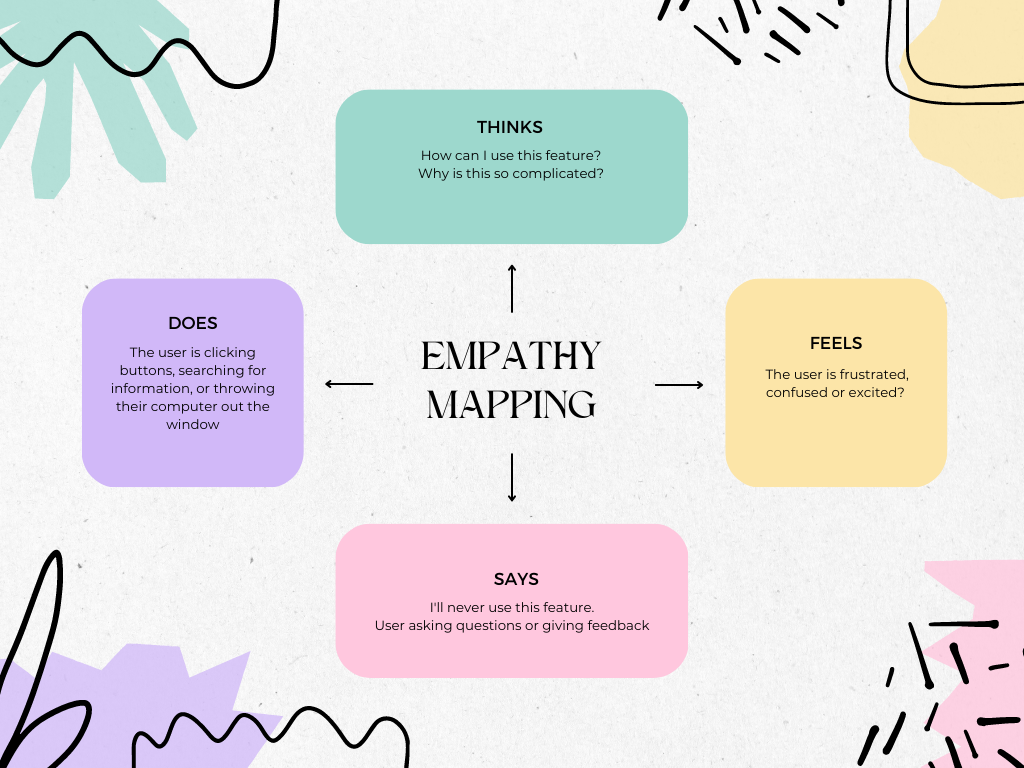 THINKS
How can I use this feature?
Why is this so complicated?
DOES
The user is clicking
buttons, searching for
information, or throwing
their computer out the
window
EMPATHY
MAPPING
FEELS
The user is frustrated,
confused or excited?
SAYS
I'll never use this feature.
User asking questions or giving feedback